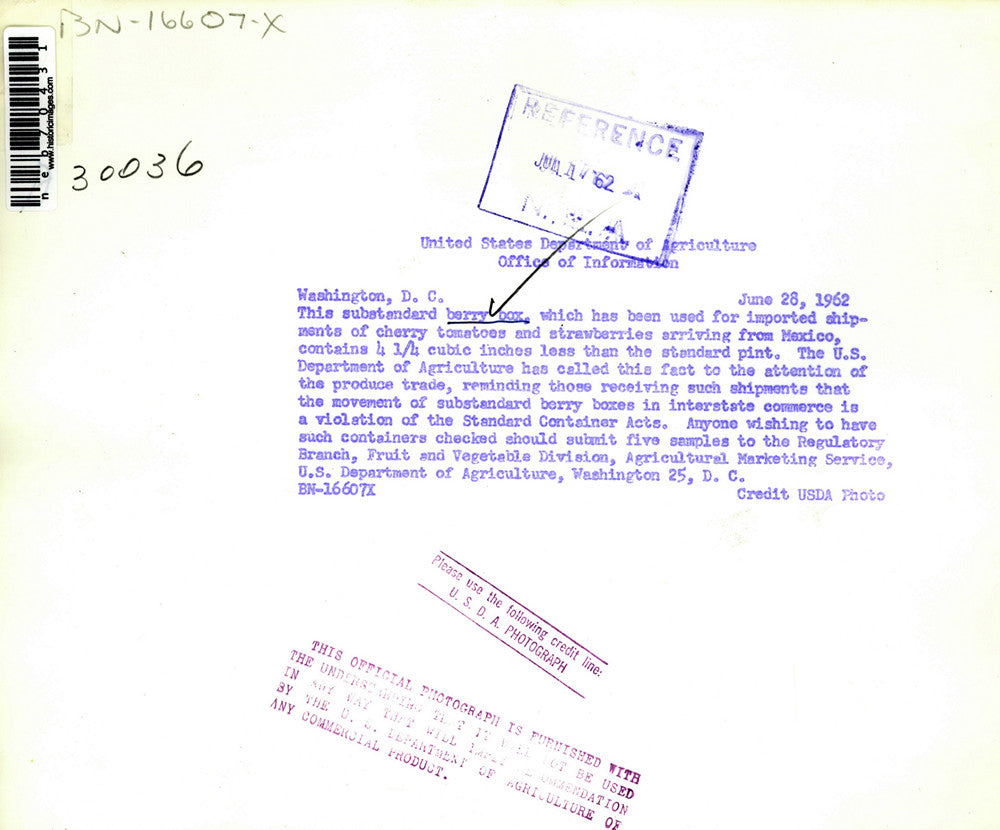 BN-16607-X
neb70431
www.historicimages.com
30036
REFERENCE
'62
N.E.A
United States Department of Agriculture
Office of Information
Washington, D. C. June 28, 1962
This substandard berry box, which has been used for imported ship-
ments of cherry tomatoes and strawberries arriving from Mexico,
contains 4 1/4 cubic inches less than the standard pint. The U.S.
Department of Agriculture has called this fact to the attention of
the produce trade, reminding those receiving such shipments that
the movement of substandard berry boxes in interstate commerce is
a violation of the Standard Container Acts. Anyone wishing to have
such containers checked should submit five samples to the Regulatory
Branch, Fruit and Vegetable Division, Agricultural Marketing Service,
U.S. Department of Agriculture, Washington 25, D. C.
BN-16607X Credit USDA Photo
Please use the following credit line:
U. S. D. A. PHOTOGRAPH
THIS OFFICIAL PHOTOGRAPH IS FURNISHED WITH
THE UNDERSTANDING THAT IT WILL NOT BE USED
IN ANY WAY THAT WILL IMPLY RECOMMENDATION
BY THE U. S. DEPARTMENT OF AGRICULTURE OF
ANY COMMERCIAL PRODUCT.